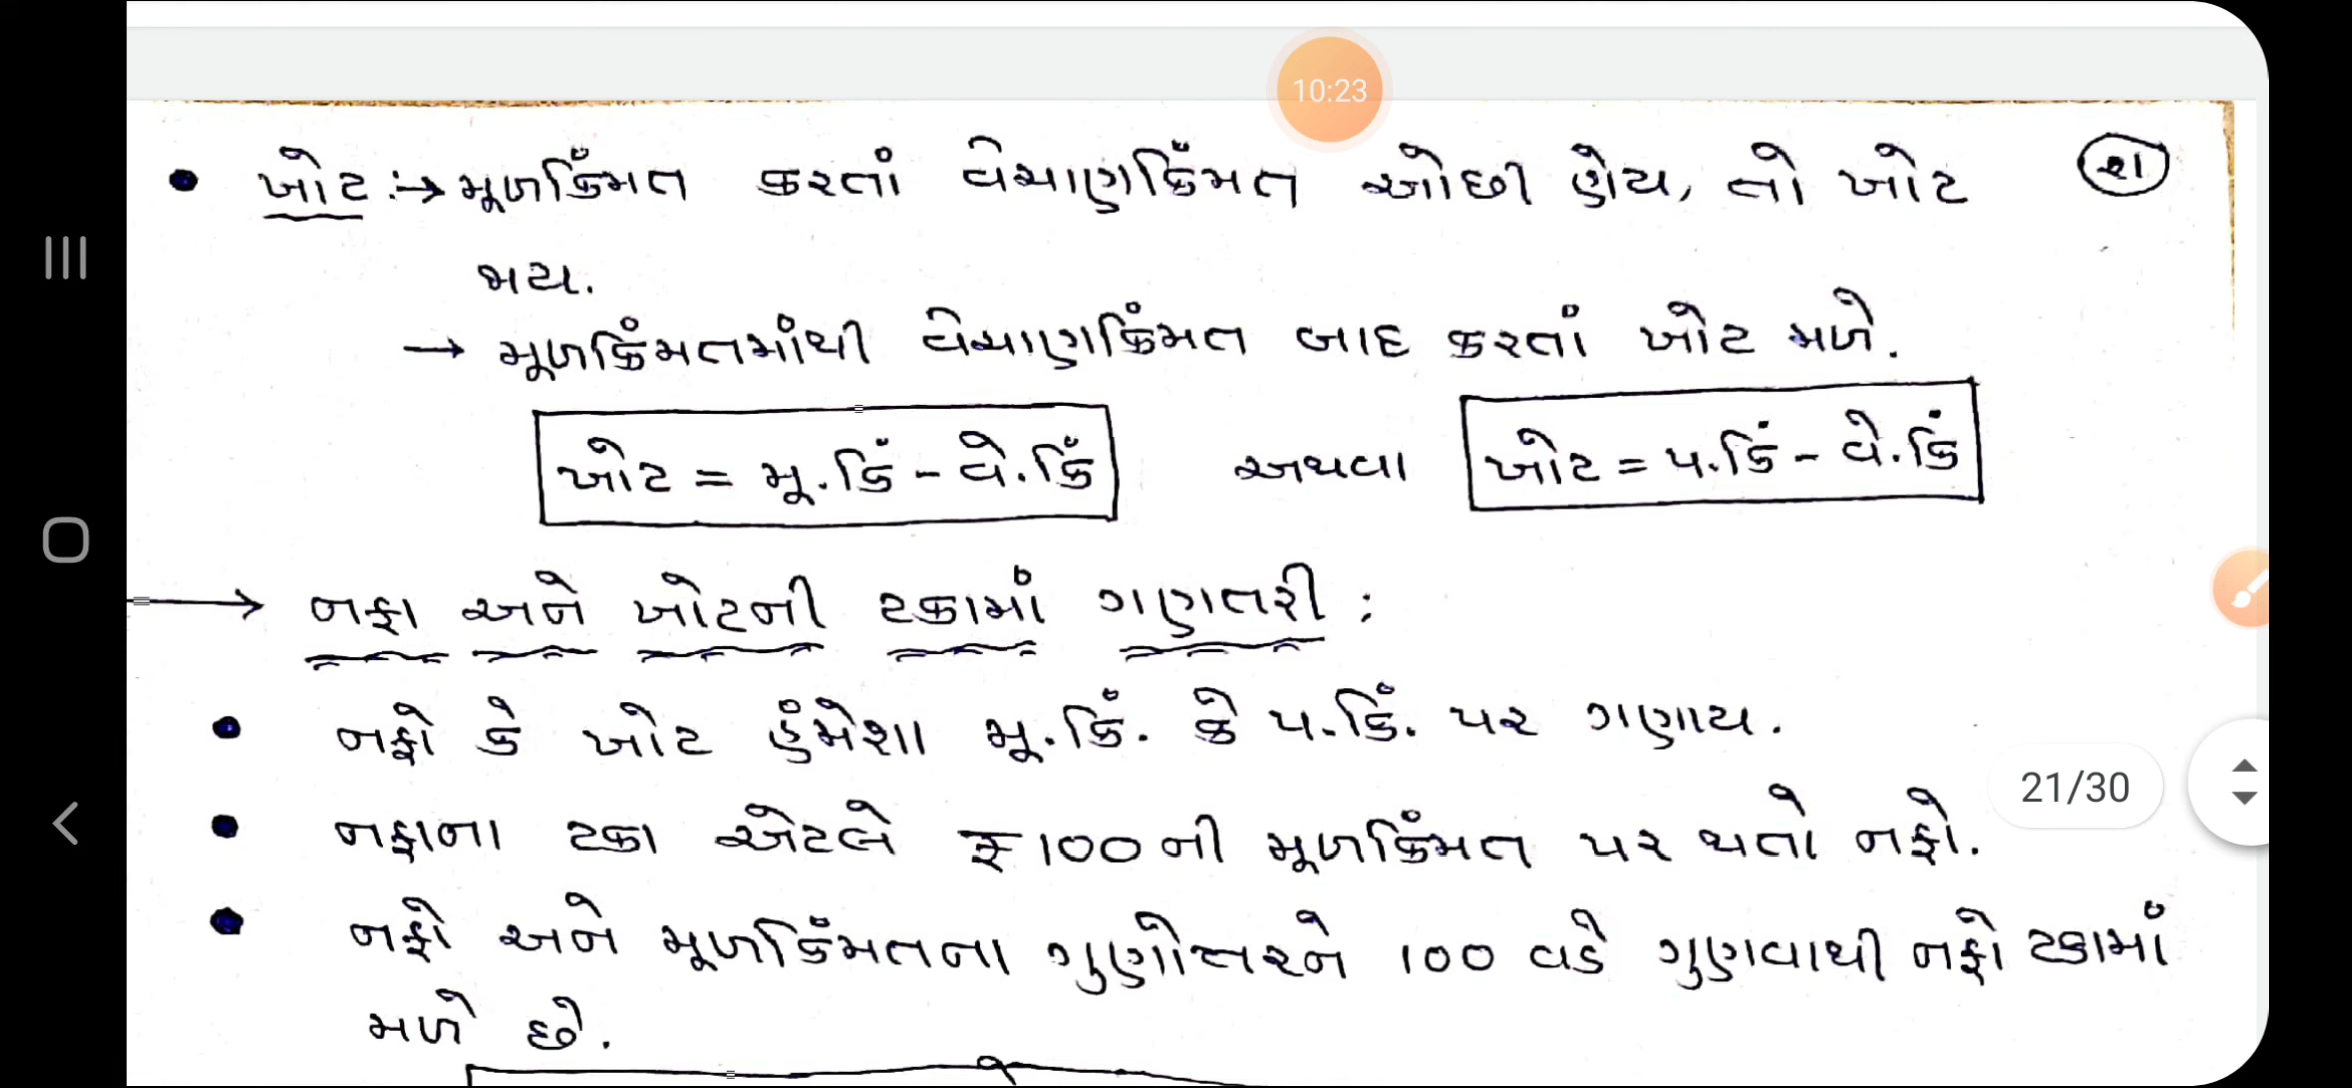 10:23
• ખોટ :→ મૂળકિંમત કરતાં વેચાણકિંમત ઓછી હોય, તો ખોટ
૨૧
જાય.
→ મૂળકિંમતમાંથી વેચાણકિંમત બાદ કરતાં ખોટ મળે.
ખોટ = મૂ.કિં - વે.કિં અથવા ખોટ = પ.કિં - વે.કિં
→ નફા અને ખોટની ટકામાં ગણતરી :
• નફો કે ખોટ હંમેશા મૂ.કિં. કે પ.કિં. પર ગણાય.
21/30
• નફાના ટકા એટલે ₹100 ની મૂળકિંમત પર થતો નફો.
• નફો અને મૂળકિંમતના ગુણોત્તરને 100 વડે ગુણવાથી નફો ટકામાં
મળે છે.